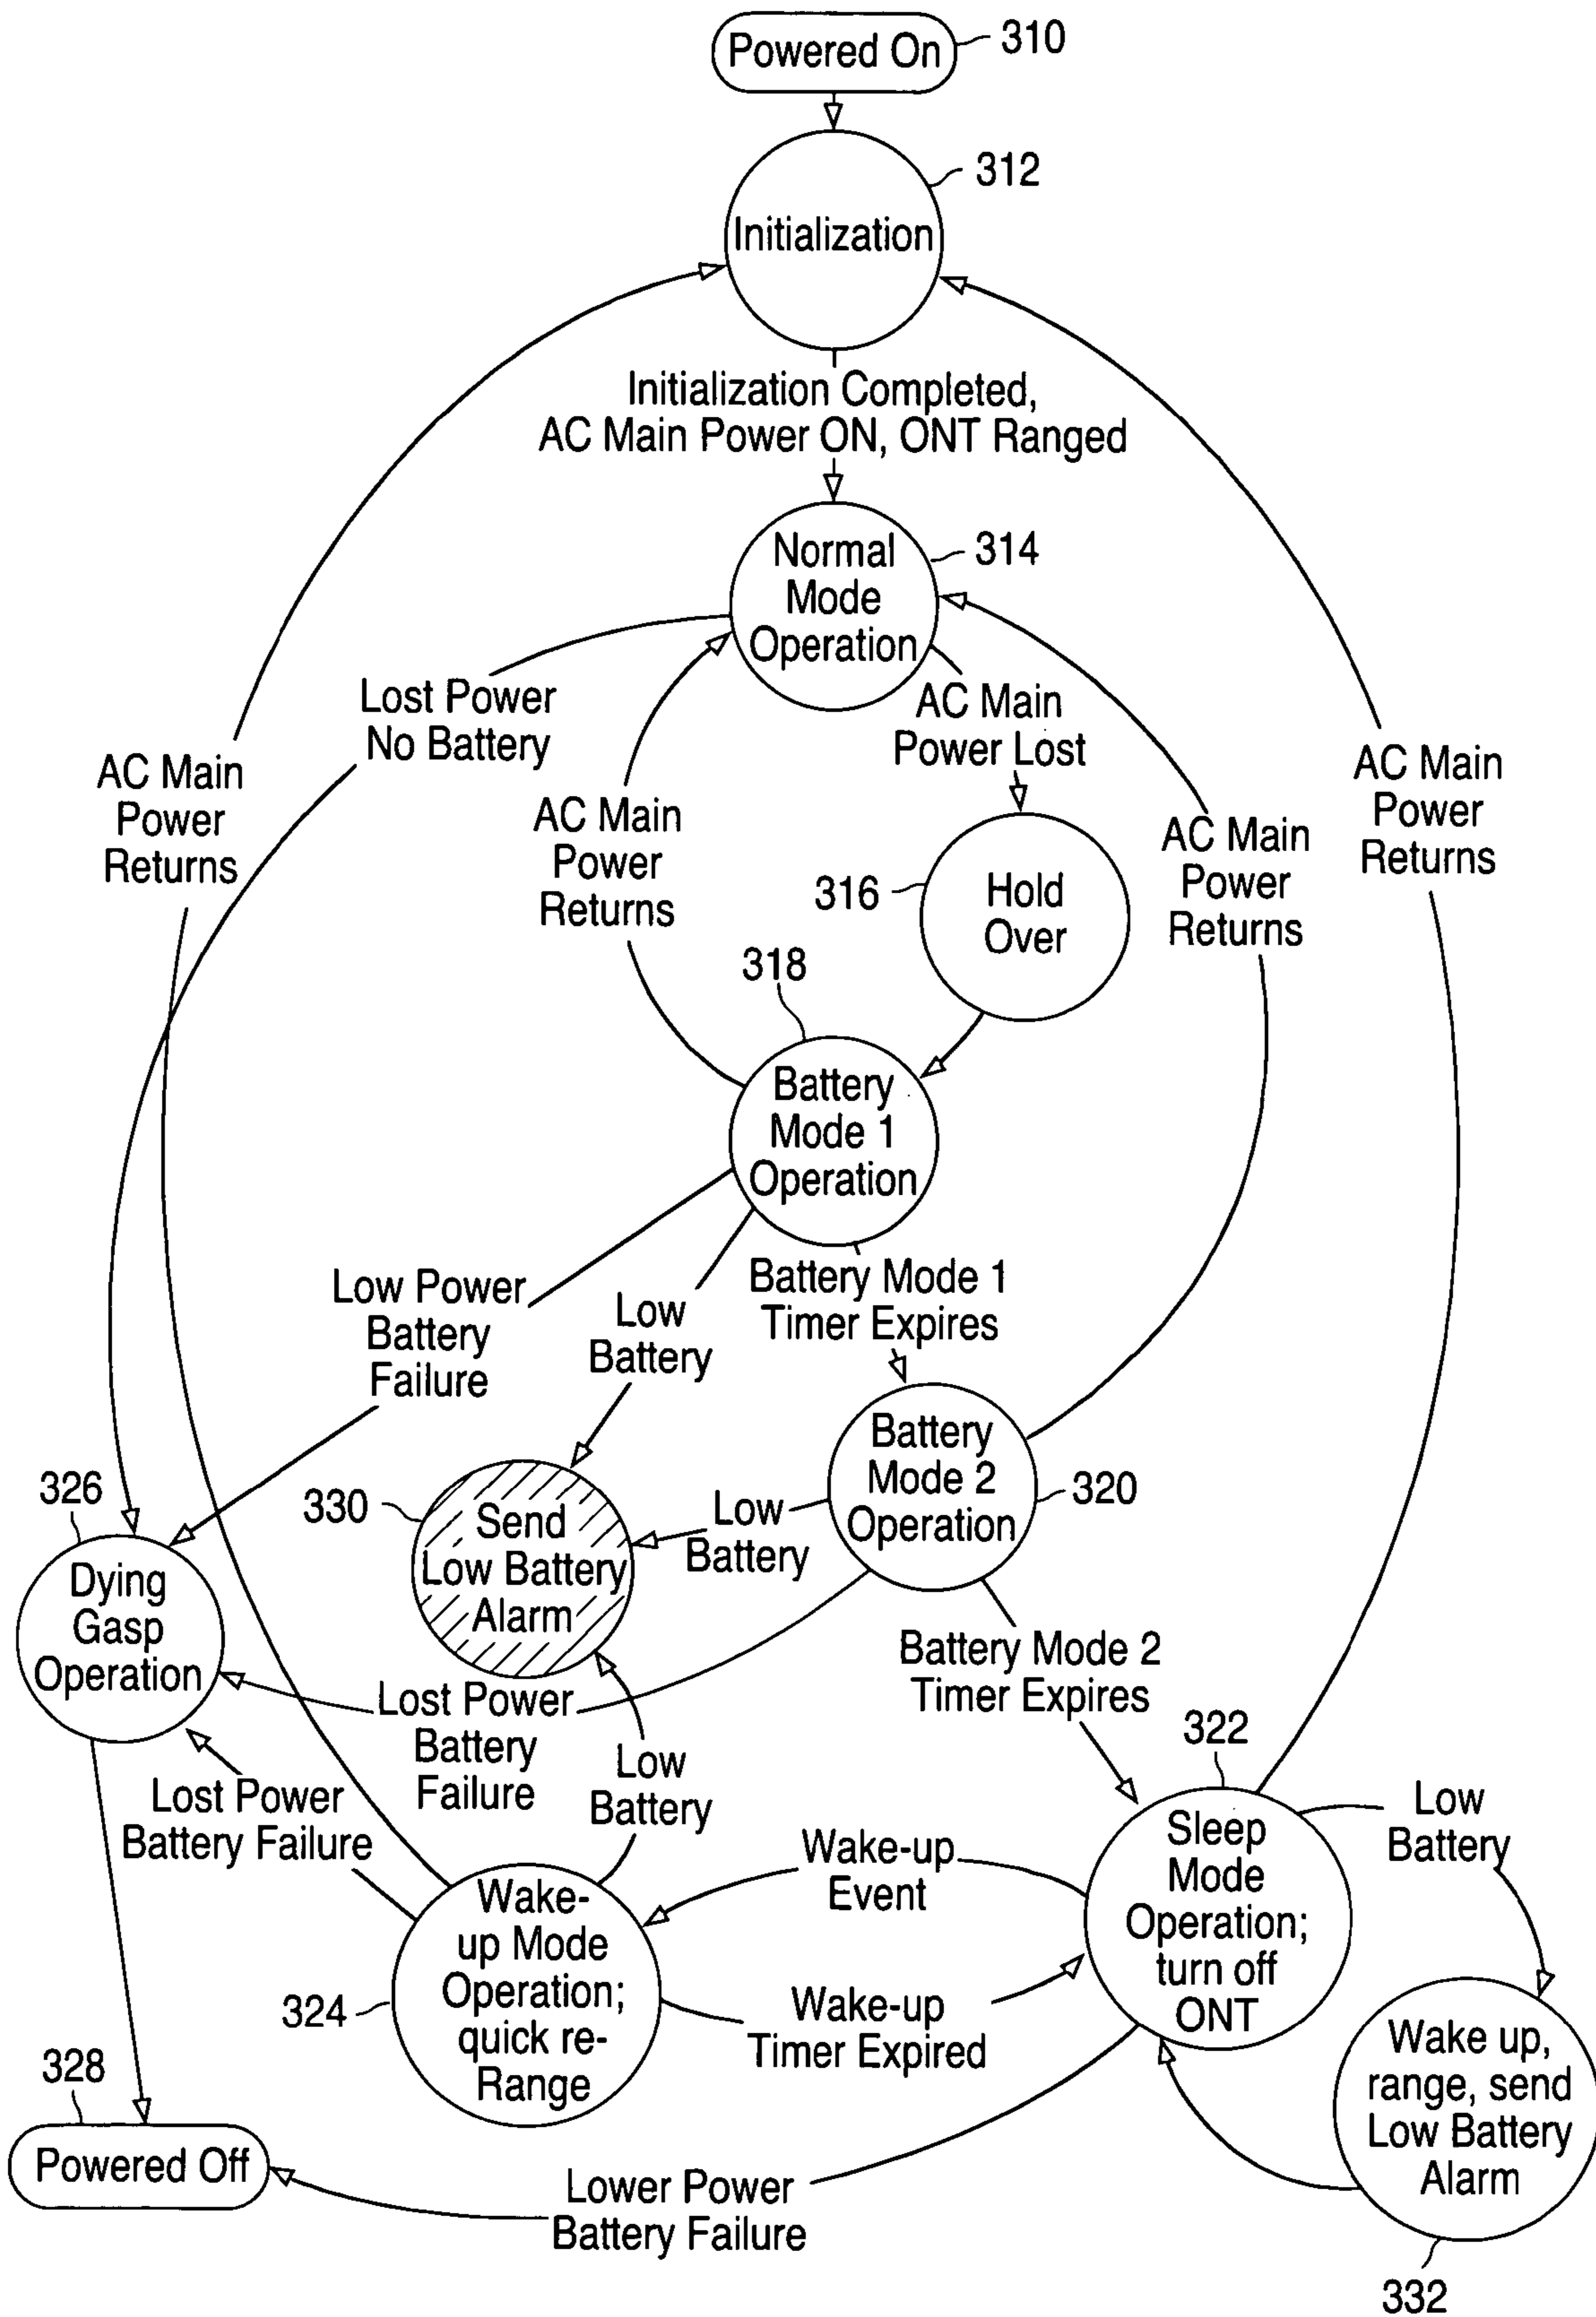 Powered On
310
312
Initialization
Initialization Completed,
AC Main Power ON, ONT Ranged
Normal
Mode
Operation
314
Lost Power
No Battery
AC Main
Power Lost
AC Main
Power
Returns
AC Main
Power
Returns
AC Main
Power
Returns
AC Main
Power
Returns
316
Hold
Over
318
Battery
Mode 1
Operation
Low Power
Battery
Failure
Low
Battery
Battery Mode 1
Timer Expires
Battery
Mode 2
Operation
320
326
330
Send
Low Battery
Alarm
Low
Battery
Dying
Gasp
Operation
Battery Mode 2
Timer Expires
Lost Power
Battery
Failure
Low
Battery
322
Lost Power
Battery Failure
Low
Battery
Sleep
Mode
Operation;
turn off
ONT
Wake-up
Event
Wake-
up Mode
Operation;
quick re-
Range
324
Wake-up
Timer Expired
Wake up,
range, send
Low Battery
Alarm
328
Powered Off
Lower Power
Battery Failure
332